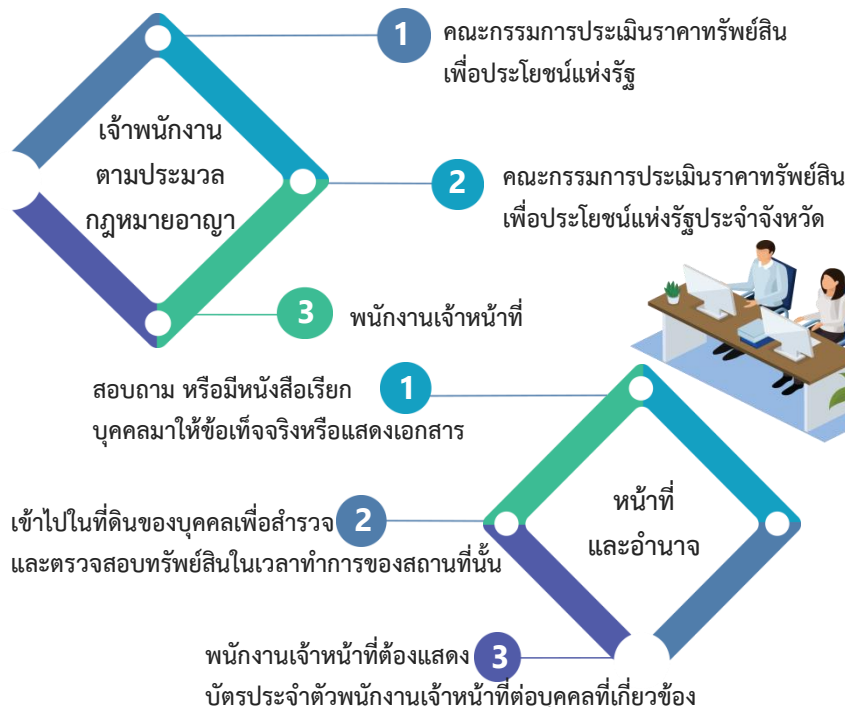 1 คณะกรรมการประเมินราคาทรัพย์สิน
เพื่อประโยชน์แห่งรัฐ
เจ้าพนักงาน
ตามประมวล
กฎหมายอาญา
2 คณะกรรมการประเมินราคาทรัพย์สิน
เพื่อประโยชน์แห่งรัฐประจำจังหวัด
3 พนักงานเจ้าหน้าที่
สอบถาม หรือมีหนังสือเรียก 1
บุคคลมาให้ข้อเท็จจริงหรือแสดงเอกสาร
หน้าที่
และอำนาจ
เข้าไปในที่ดินของบุคคลเพื่อสำรวจ 2
และตรวจสอบทรัพย์สินในเวลาทำการของสถานที่นั้น
พนักงานเจ้าหน้าที่ต้องแสดง 3
บัตรประจำตัวพนักงานเจ้าหน้าที่ต่อบุคคลที่เกี่ยวข้อง